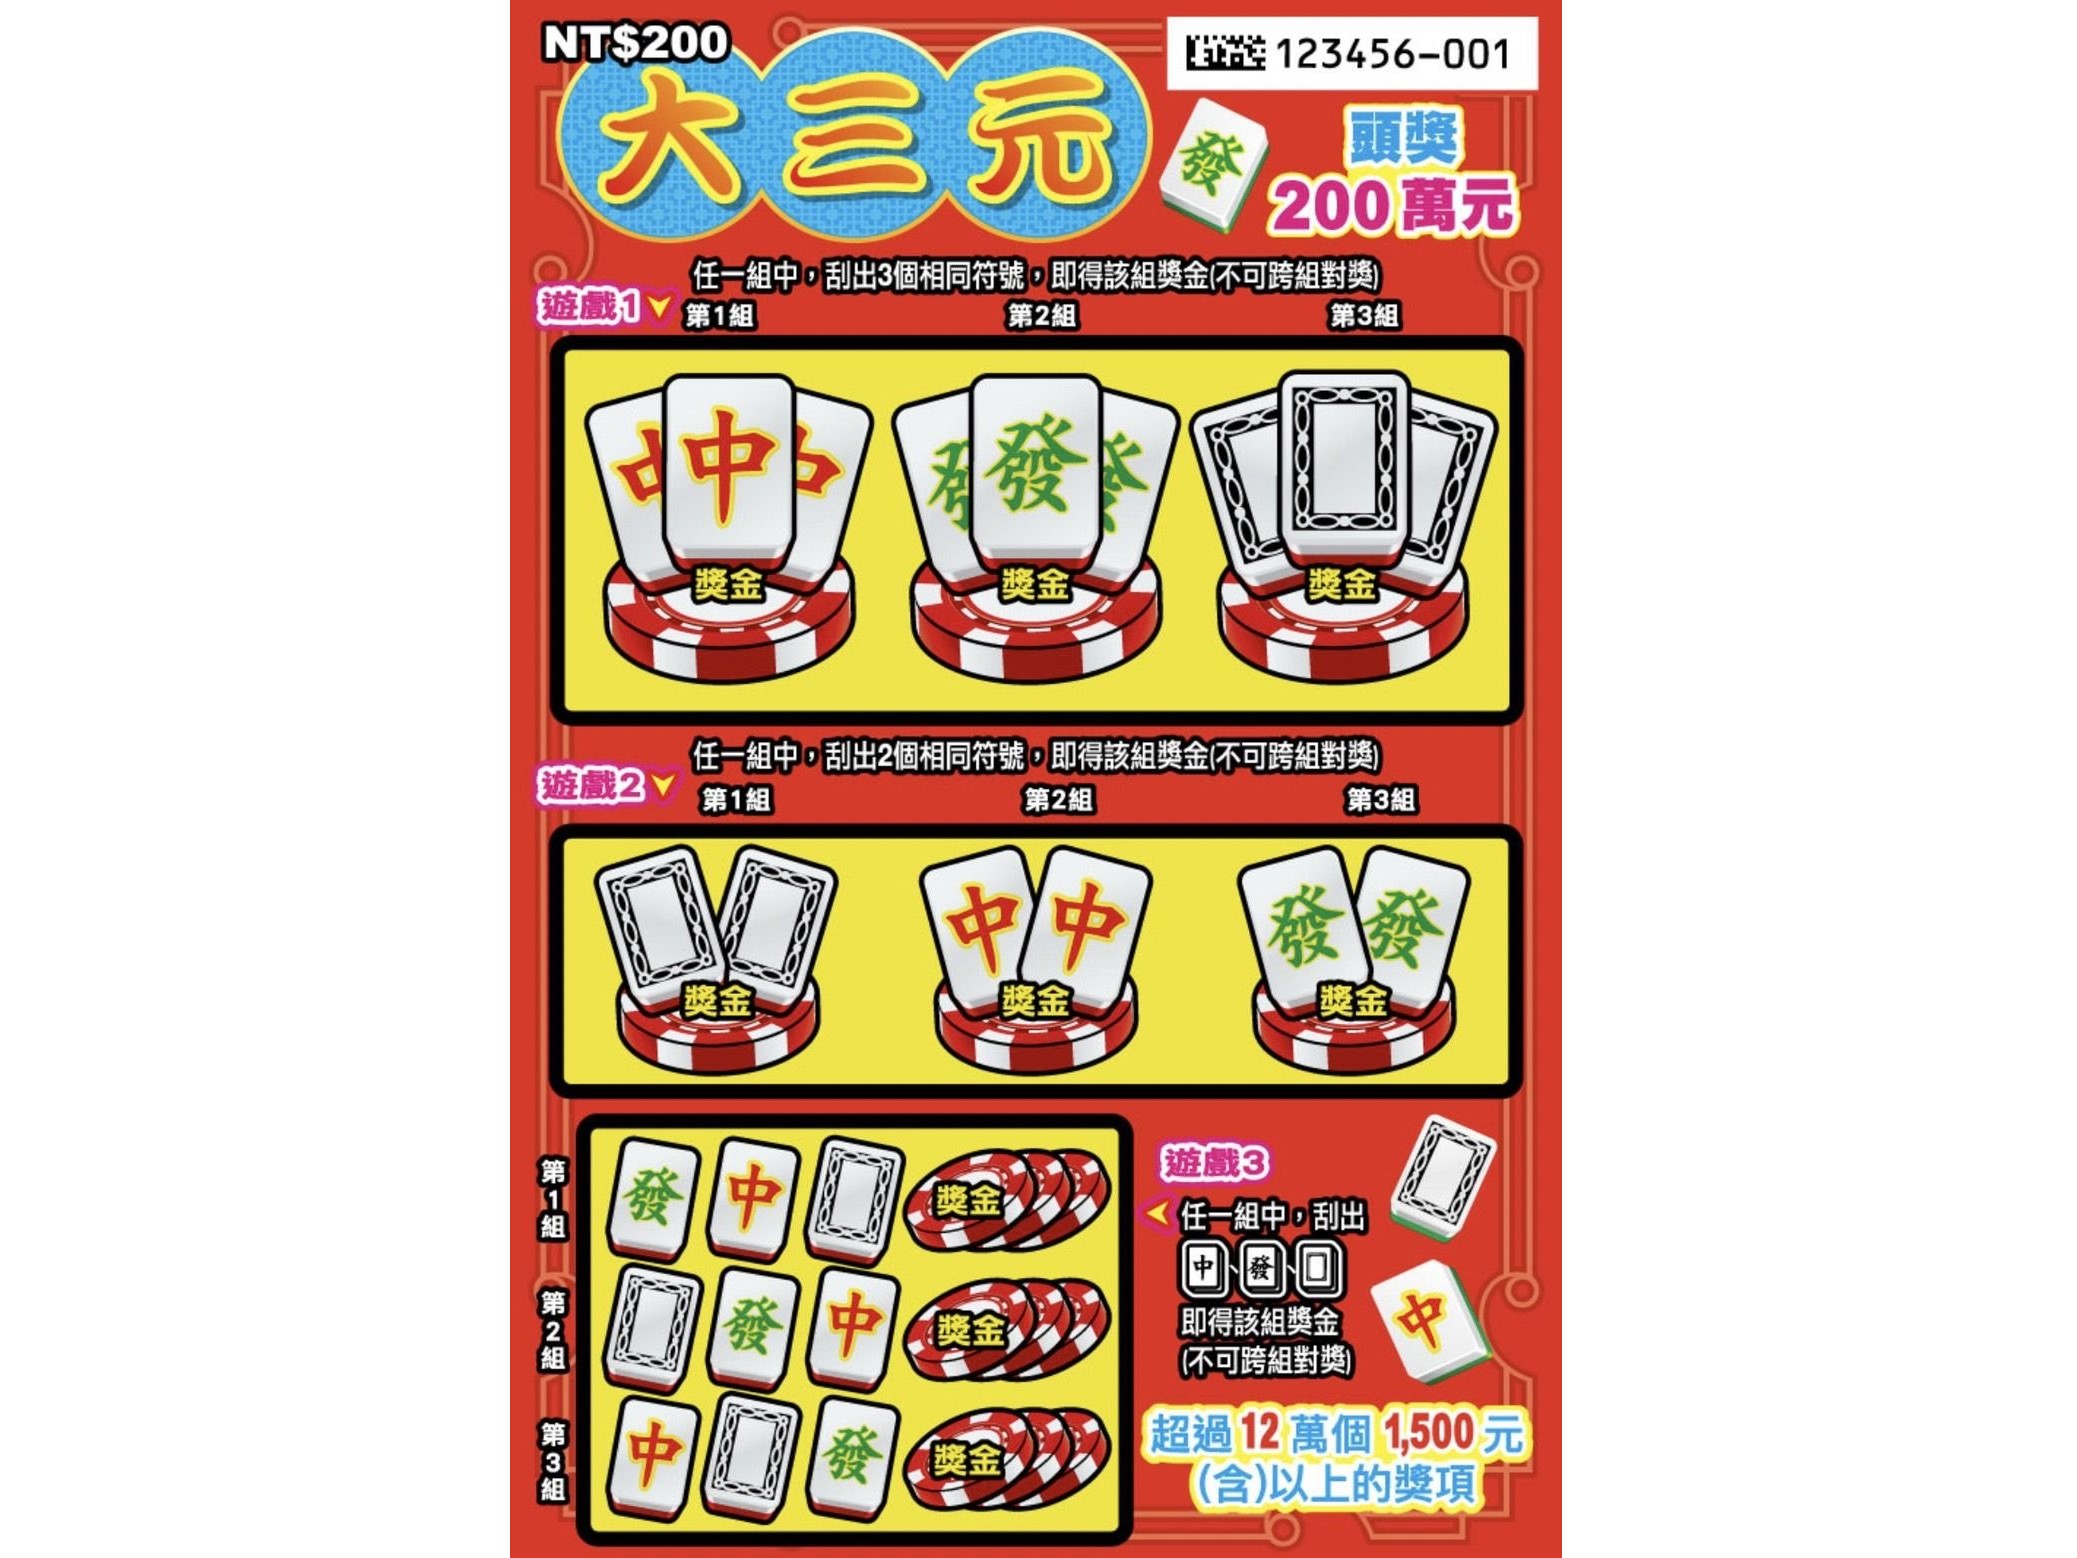 NT$200
大三元
123456-001
發
頭獎
200萬元
任一組中，刮出3個相同符號，即得該組獎金(不可跨組對獎)
遊戲1
第1組 第2組 第3組
中 中 中 發 發 發
獎金 獎金 獎金
任一組中，刮出2個相同符號，即得該組獎金(不可跨組對獎)
遊戲2
第1組 第2組 第3組
中 中 發 發
獎金 獎金 獎金
第1組 發 中 獎金
第2組 發 中 獎金
第3組 中 發 獎金
遊戲3
任一組中，刮出
中、發、
即得該組獎金
(不可跨組對獎)
中
超過12萬個1,500元
(含)以上的獎項